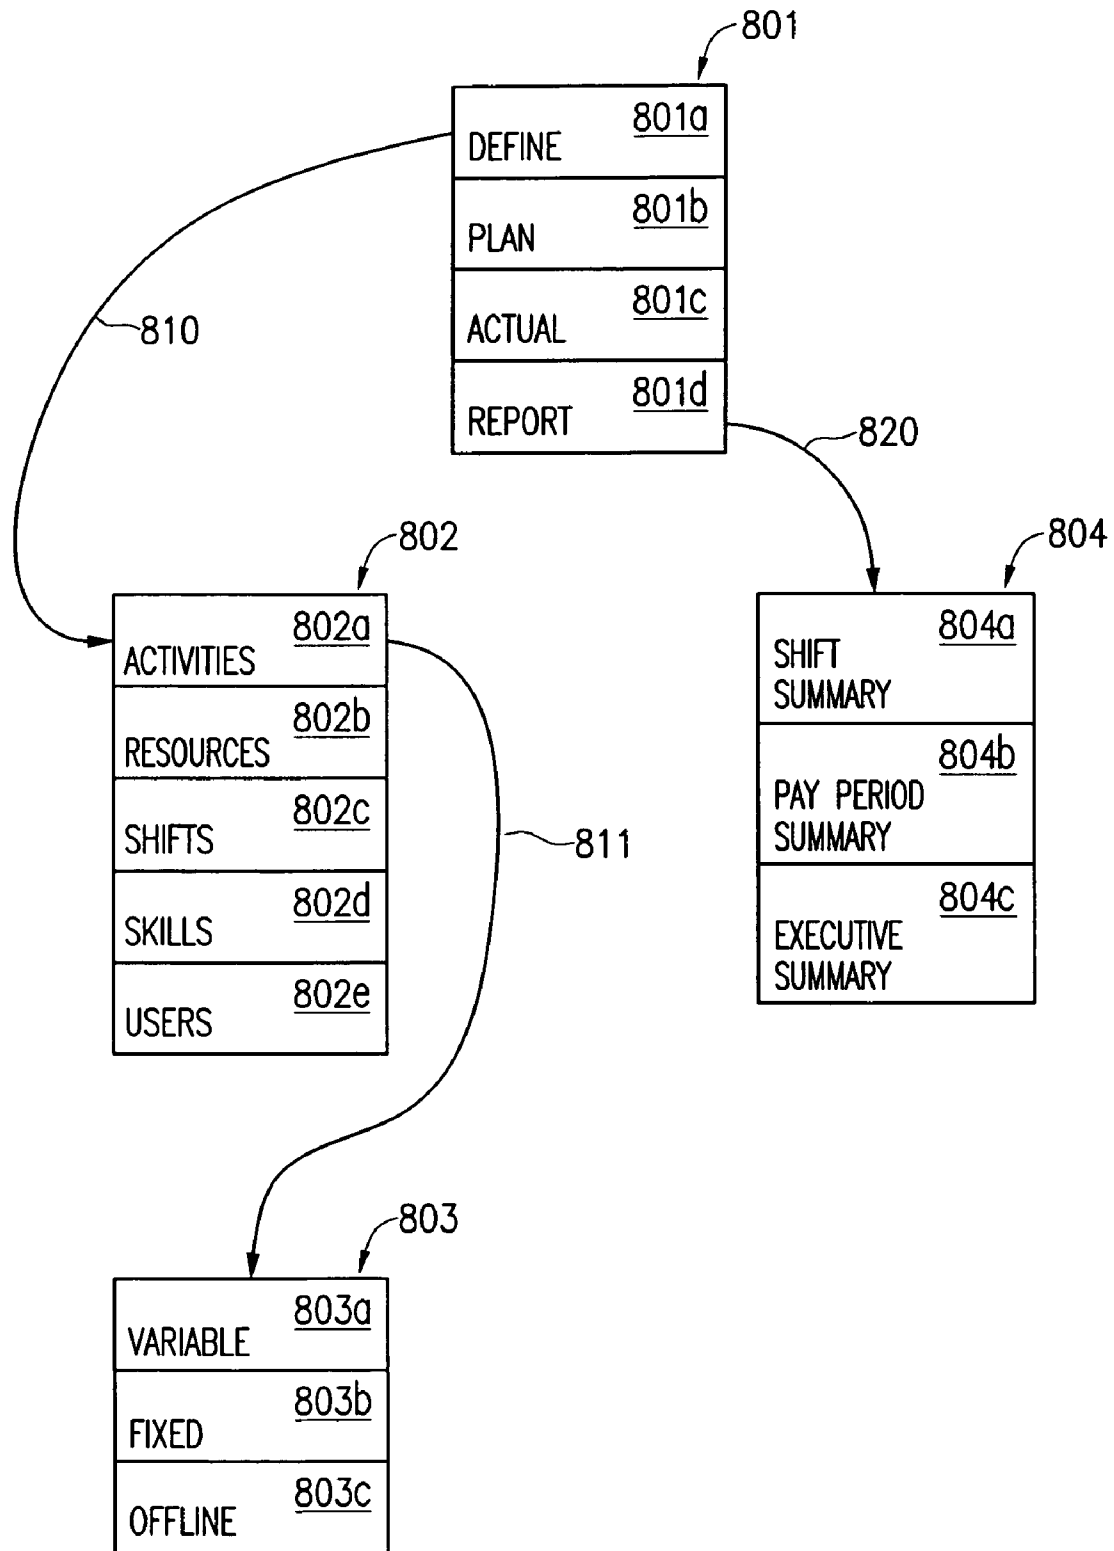 801
801a
DEFINE
801b
PLAN
801c
ACTUAL
801d
REPORT
810
820
802
802a
ACTIVITIES
802b
RESOURCES
802c
SHIFTS
802d
SKILLS
802e
USERS
811
804
804a
SHIFT
SUMMARY
804b
PAY PERIOD
SUMMARY
804c
EXECUTIVE
SUMMARY
803
803a
VARIABLE
803b
FIXED
803c
OFFLINE